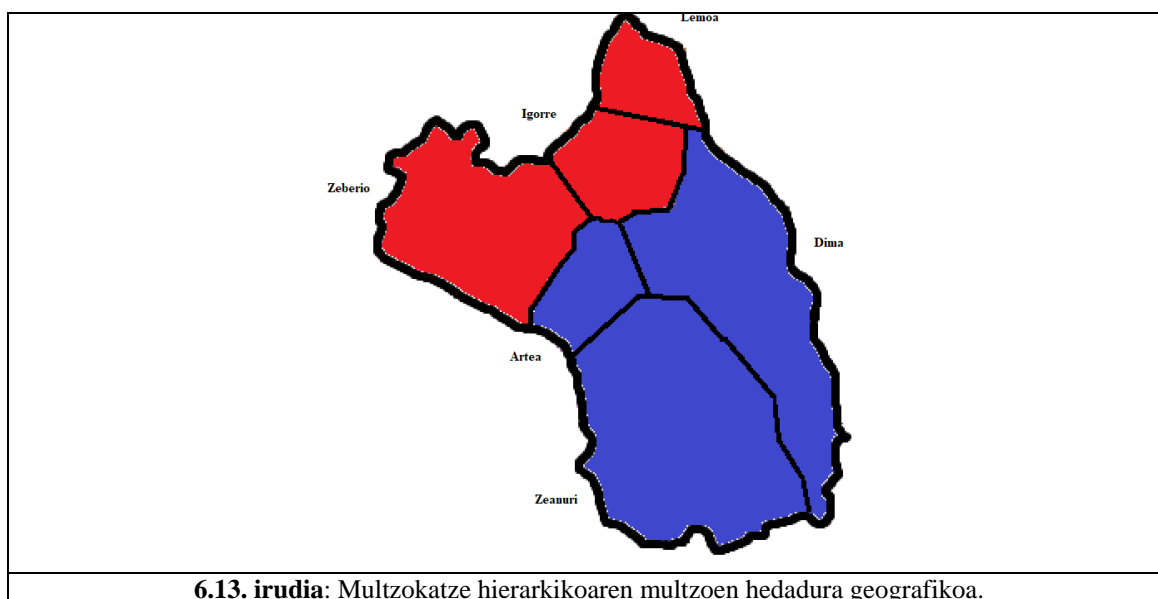 Lemoa
Igorre
Zeberio
Dima
Artea
Zeanuri
6.13. irudia: Multzokatze hierarkikoaren multzoen hedadura geografikoa.